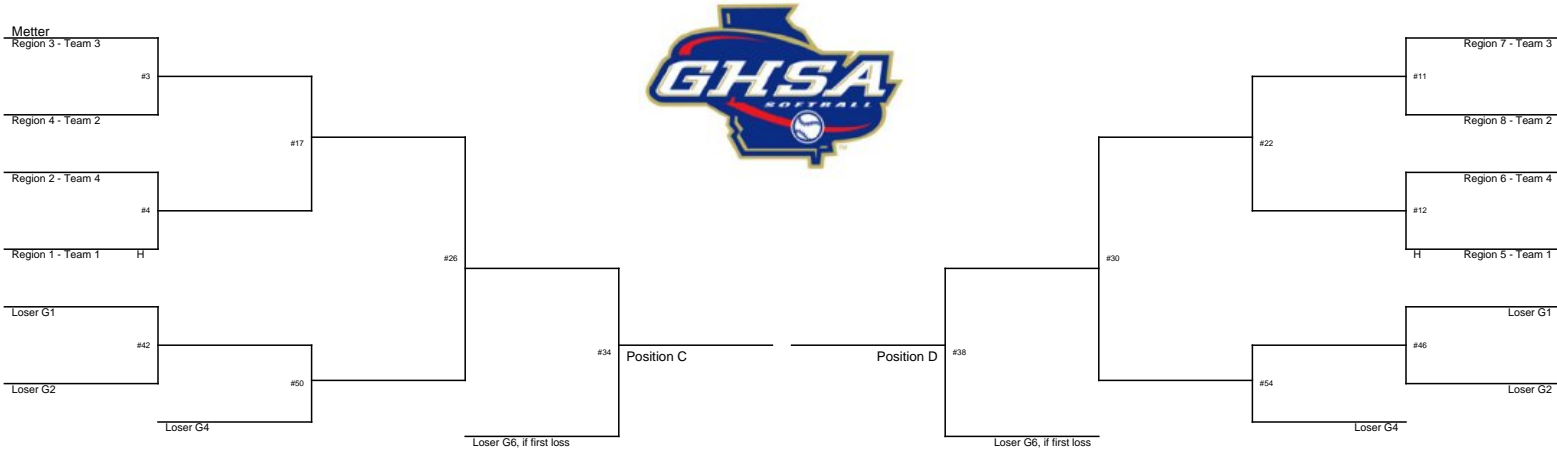 Metter
Region 3 - Team 3
#3
Region 4 - Team 2
#17
Region 2 - Team 4
#4
Region 1 - Team 1 H
#26
Loser G1
#42
Loser G2
#50
Loser G4
#34
Position C
Loser G6, if first loss
GHSA
SOFTBALL
TM
Region 7 - Team 3
#11
Region 8 - Team 2
#22
Region 6 - Team 4
#12
H Region 5 - Team 1
#30
Loser G1
#46
Loser G2
#54
Loser G4
Position D
#38
Loser G6, if first loss